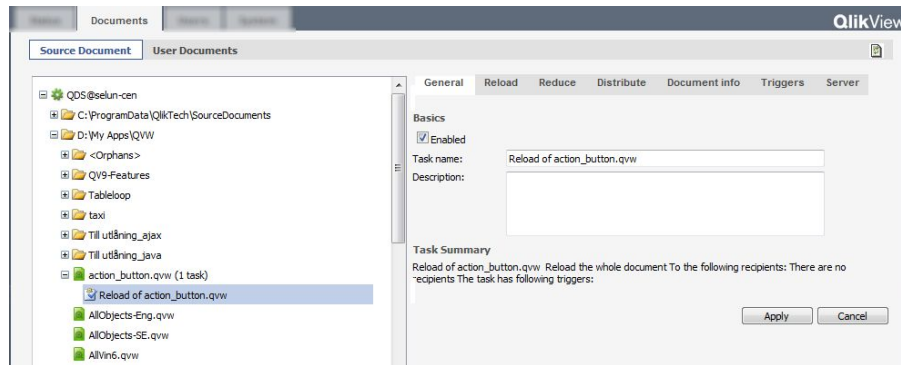 Documents
QlikView
Source Document
User Documents
QDS@selun-cen
C:\ProgramData\QlikTech\SourceDocuments
D:\My Apps\QVW
<Orphans>
QV9-Features
Tableloop
taxi
Till utlåning_ajax
Till utlåning_java
action_button.qvw (1 task)
Reload of action_button.qvw
AllObjects-Eng.qvw
AllObjects-SE.qvw
AllVin6.qvw
General Reload Reduce Distribute Document info Triggers Server
Basics
Enabled
Task name: Reload of action_button.qvw
Description:
Task Summary
Reload of action_button.qvw Reload the whole document To the following recipients: There are no
recipients The task has following triggers:
Apply Cancel